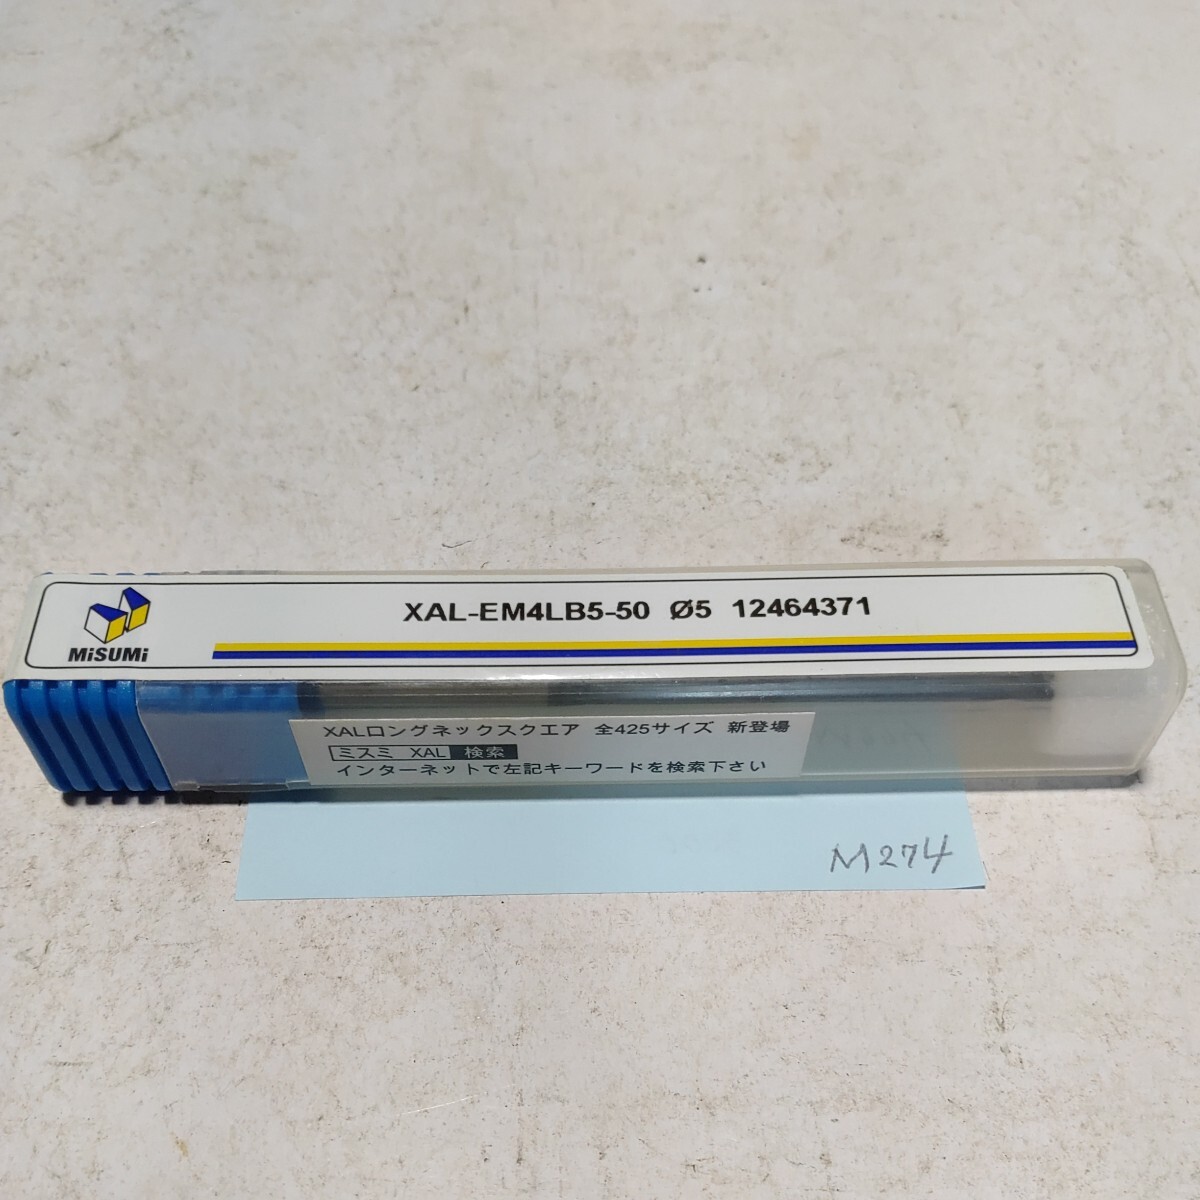 MiSUMi
XAL-EM4LB5-50 Ø5 12464371
XALロングネックスクエア 全425サイズ 新登場
ミスミ XAL 検索
インターネットで左記キーワードを検索下さい
M274